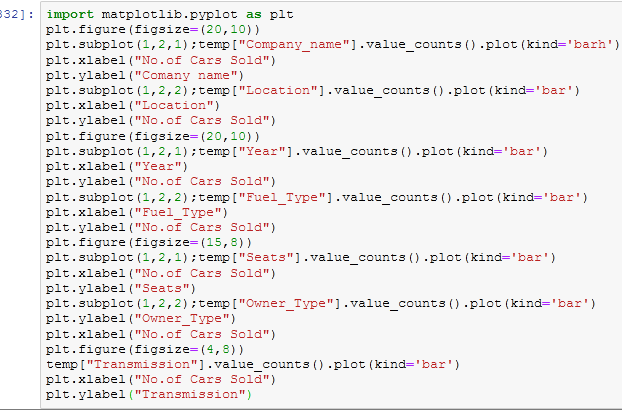 332]:
import matplotlib.pyplot as plt
plt.figure(figsize=(20,10))
plt.subplot(1,2,1);temp["Company_name"].value_counts().plot(kind='barh')
plt.xlabel("No.of Cars Sold")
plt.ylabel("Comany name")
plt.subplot(1,2,2);temp["Location"].value_counts().plot(kind='bar')
plt.xlabel("Location")
plt.ylabel("No.of Cars Sold")
plt.figure(figsize=(20,10))
plt.subplot(1,2,1);temp["Year"].value_counts().plot(kind='bar')
plt.xlabel("Year")
plt.ylabel("No.of Cars Sold")
plt.subplot(1,2,2);temp["Fuel_Type"].value_counts().plot(kind='bar')
plt.xlabel("Fuel_Type")
plt.ylabel("No.of Cars Sold")
plt.figure(figsize=(15,8))
plt.subplot(1,2,1);temp["Seats"].value_counts().plot(kind='bar')
plt.xlabel("No.of Cars Sold")
plt.ylabel("Seats")
plt.subplot(1,2,2);temp["Owner_Type"].value_counts().plot(kind='bar')
plt.ylabel("Owner_Type")
plt.xlabel("No.of Cars Sold")
plt.figure(figsize=(4,8))
temp["Transmission"].value_counts().plot(kind='bar')
plt.xlabel("No.of Cars Sold")
plt.ylabel("Transmission")